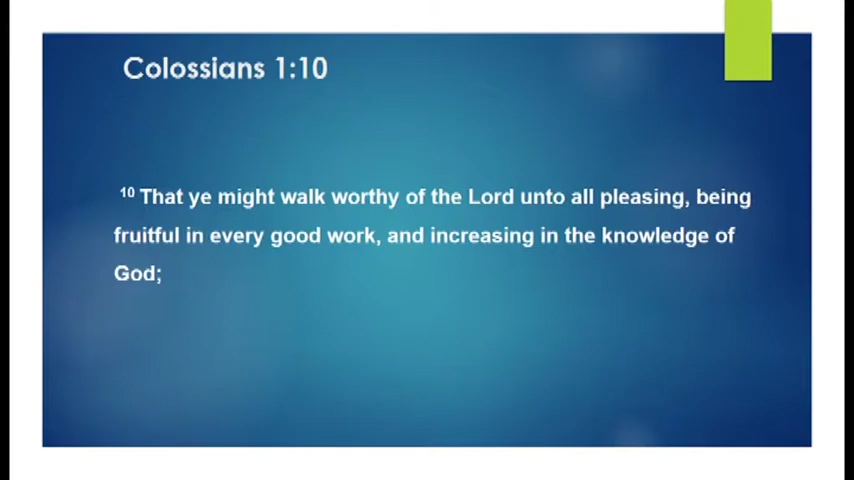 Colossians 1:10
10 That ye might walk worthy of the Lord unto all pleasing, being
fruitful in every good work, and increasing in the knowledge of
God;